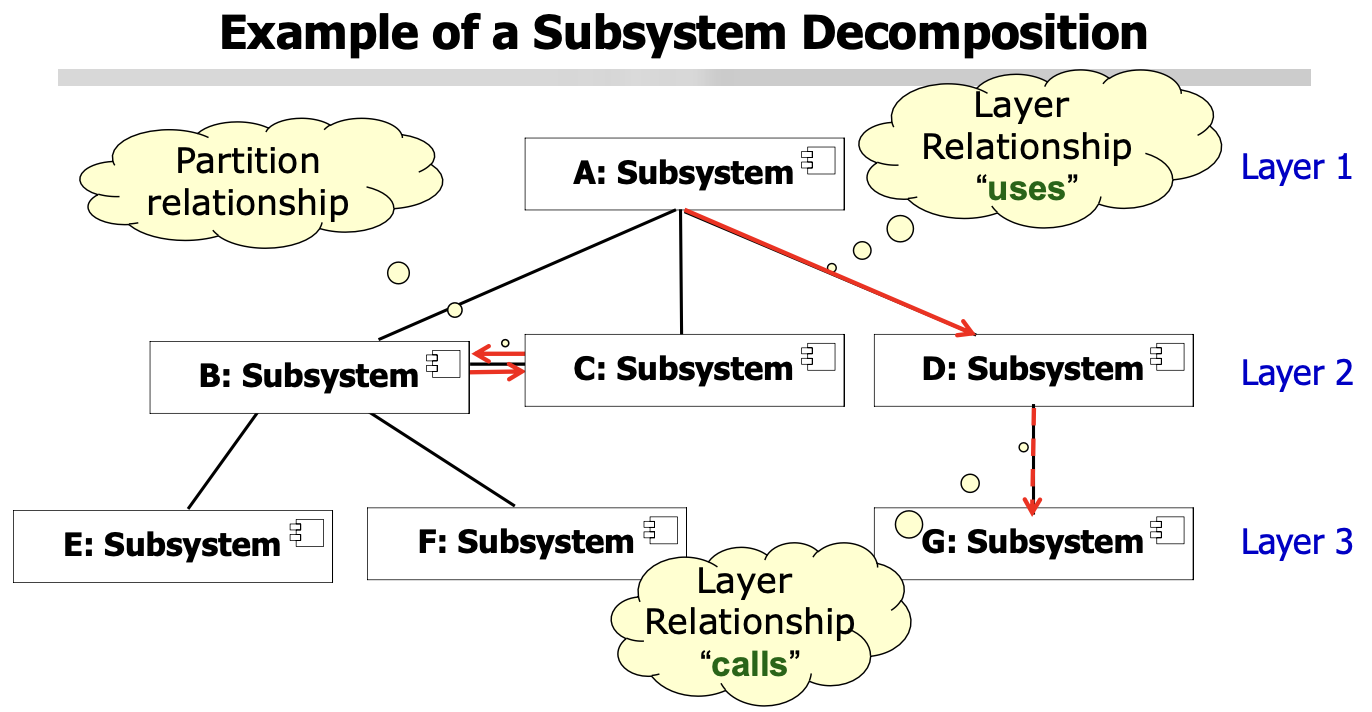 Example of a Subsystem Decomposition
Partition
relationship
Layer
Relationship
“uses”
A: Subsystem
Layer 1
B: Subsystem
C: Subsystem
D: Subsystem
Layer 2
E: Subsystem
F: Subsystem
G: Subsystem
Layer 3
Layer
Relationship
“calls”